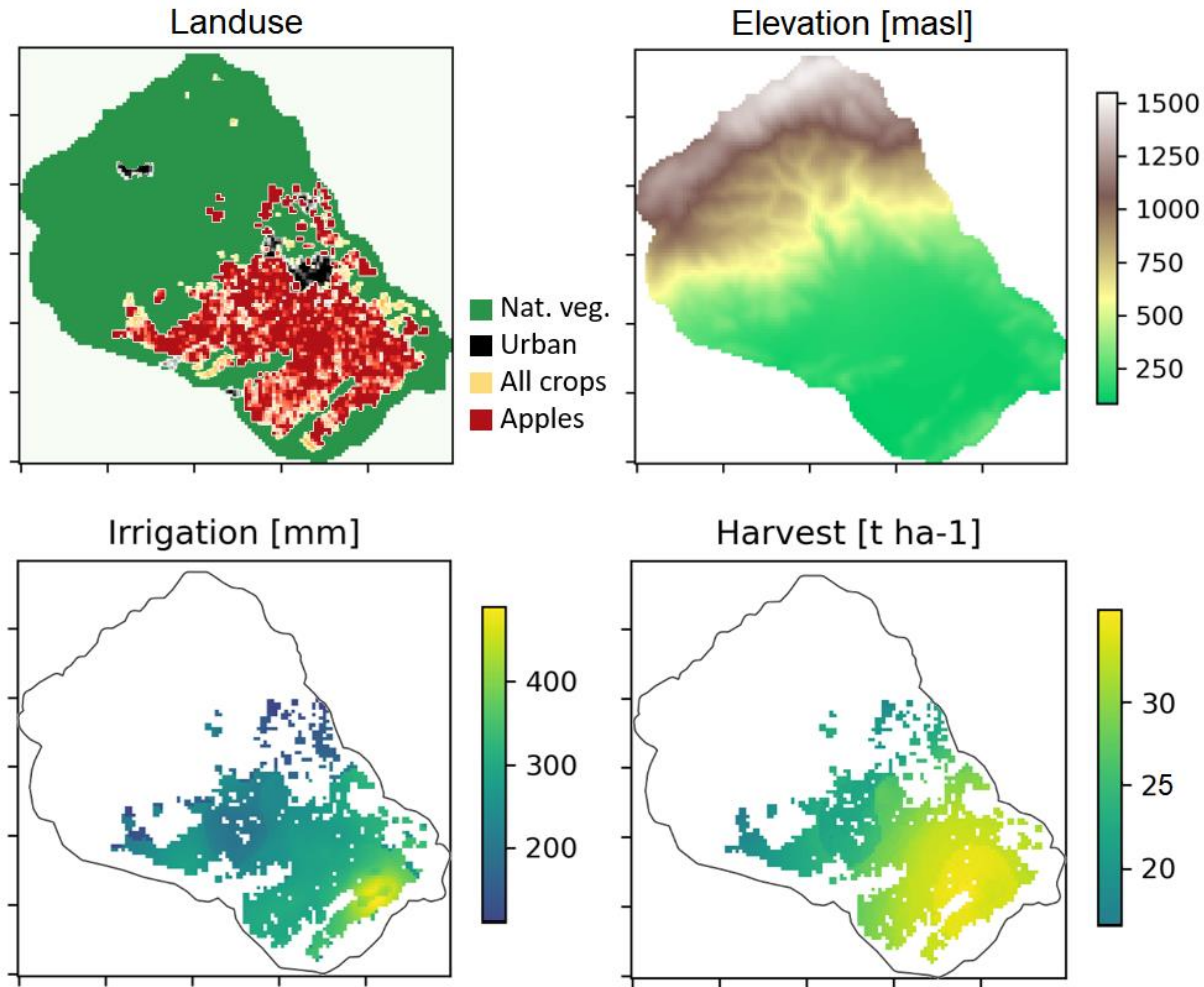 Landuse
Nat. veg.
Urban
All crops
Apples
Elevation [masl]
1500
1250
1000
750
500
250
Irrigation [mm]
400
300
200
Harvest [t ha-1]
30
25
20